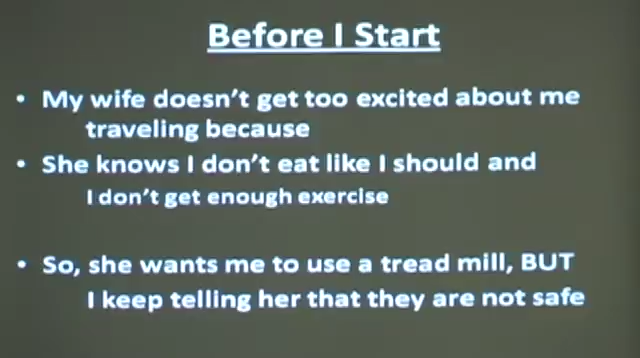 Before I Start
• My wife doesn't get too excited about me
traveling because
• She knows I don't eat like I should and
I don't get enough exercise
• So, she wants me to use a tread mill, BUT
I keep telling her that they are not safe